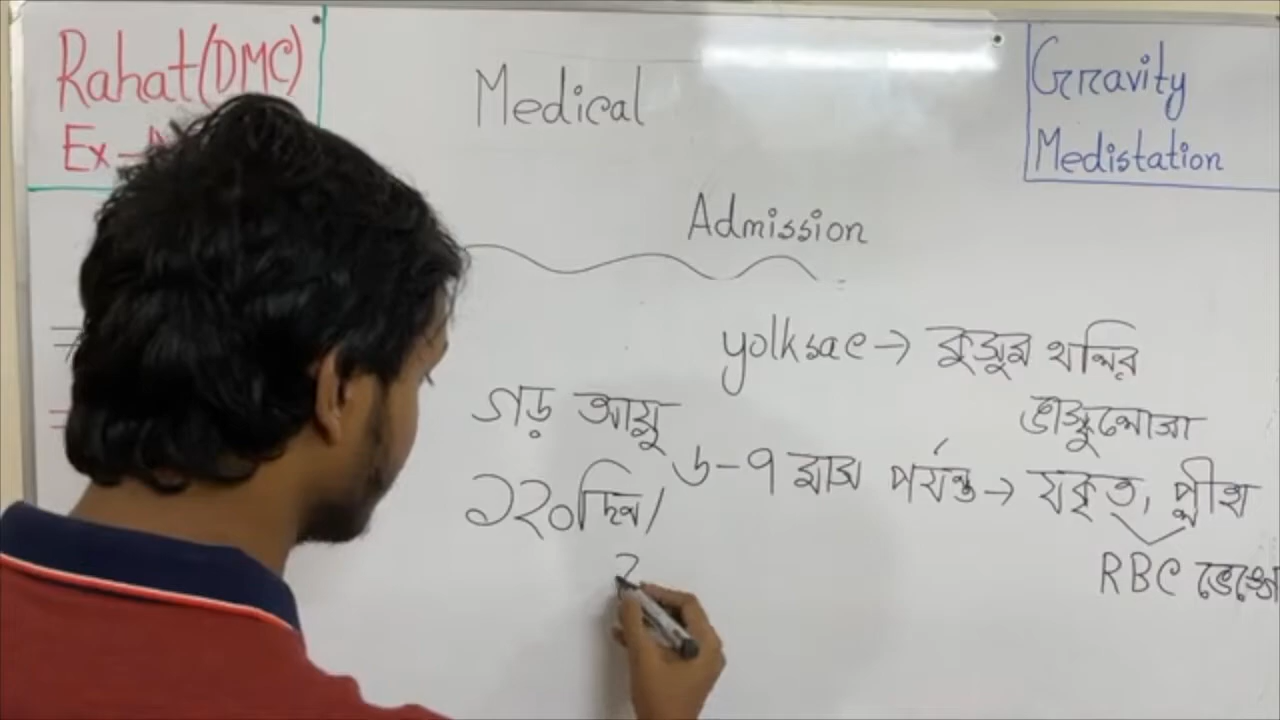 Rahat (DMC)
Ex-
Medical
Admission
Gravity
Medistation
yolksac → কুসুম থলির
ভাস্কুলোসা
গড় আয়ু
১২০দিন/
৬-৭ মাস পর্যন্ত → যকৃত, প্লীহা
RBC ভেঙ্গে